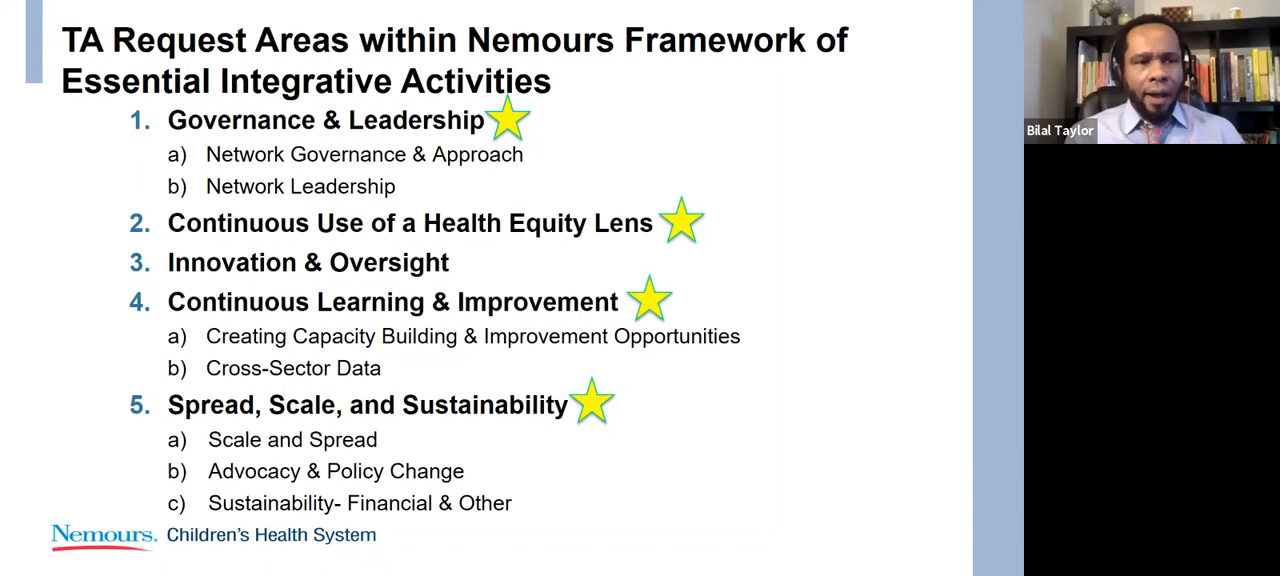 TA Request Areas within Nemours Framework of
Essential Integrative Activities
1. Governance & Leadership
a) Network Governance & Approach
b) Network Leadership
2. Continuous Use of a Health Equity Lens
3. Innovation & Oversight
4. Continuous Learning & Improvement
a) Creating Capacity Building & Improvement Opportunities
b) Cross-Sector Data
5. Spread, Scale, and Sustainability
a) Scale and Spread
b) Advocacy & Policy Change
c) Sustainability- Financial & Other
Nemours. Children's Health System
Bilal Taylor